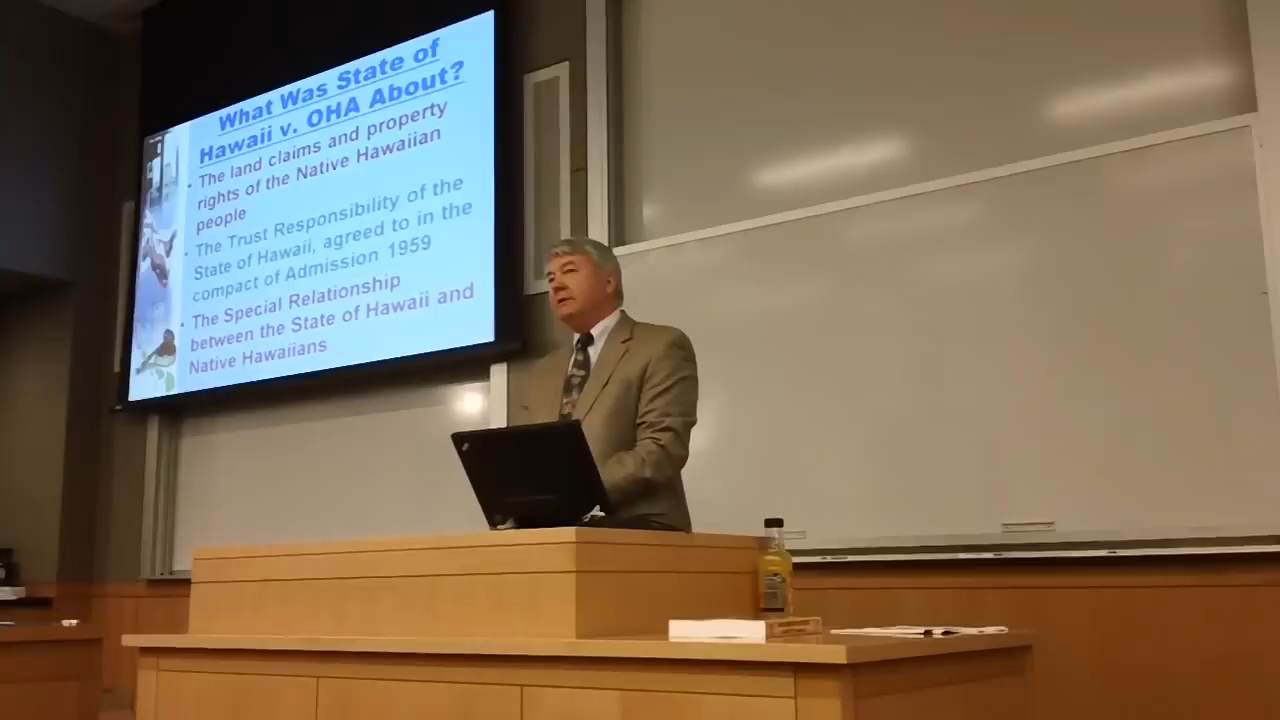 What Was State of
Hawaii v. OHA About?
• The land claims and property
rights of the Native Hawaiian
people
• The Trust Responsibility of the
State of Hawaii, agreed to in the
compact of Admission 1959
• The Special Relationship
between the State of Hawaii and
Native Hawaiians